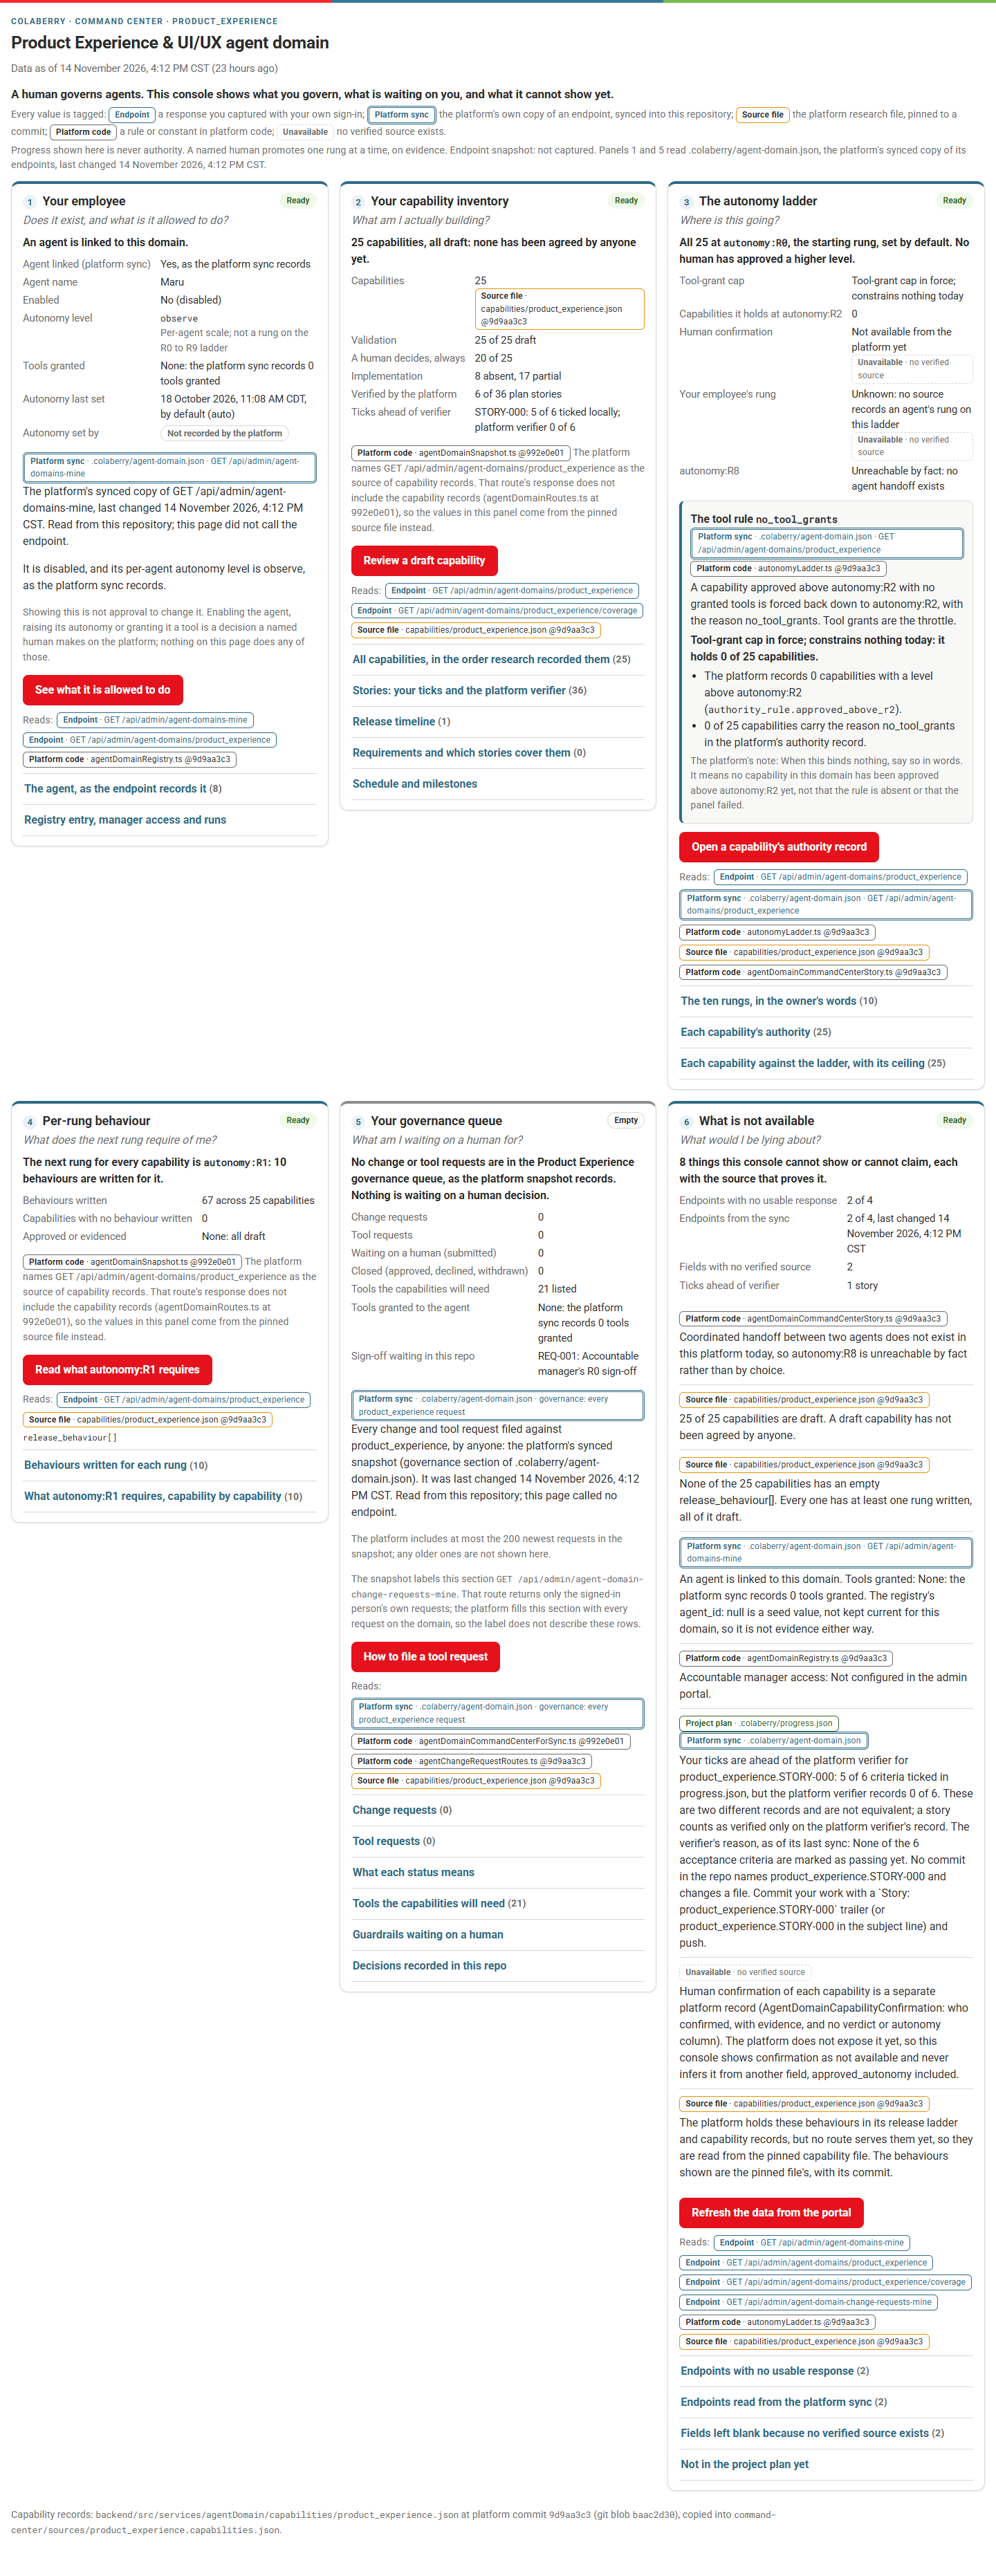 COLABERRY · COMMAND CENTER · PRODUCT_EXPERIENCE
Product Experience & UI/UX agent domain
Data as of 14 November 2026, 4:12 PM CST (23 hours ago)
A human governs agents. This console shows what you govern, what is waiting on you, and what it cannot show yet.
Every value is tagged: Endpoint a response you captured with your own sign-in; Platform sync the platform's own copy of an endpoint, synced into this repository; Source file the platform research file, pinned to a
commit; Platform code a rule or constant in platform code; Unavailable no verified source exists.
Progress shown here is never authority. A named human promotes one rung at a time, on evidence. Endpoint snapshot: not captured. Panels 1 and 5 read .colaberry/agent-domain.json, the platform's synced copy of its
endpoints, last changed 14 November 2026, 4:12 PM CST.
1 Your employee Ready
Does it exist, and what is it allowed to do?
An agent is linked to this domain.
Agent linked (platform sync) Yes, as the platform sync records
Agent name Maru
Enabled No (disabled)
Autonomy level observe
Per-agent scale; not a rung on the
R0 to R9 ladder
Tools granted None: the platform sync records 0
tools granted
Autonomy last set 18 October 2026, 11:08 AM CDT,
by default (auto)
Autonomy set by Not recorded by the platform
Platform sync · .colaberry/agent-domain.json · GET /api/admin/agent-
domains-mine
The platform's synced copy of GET /api/admin/agent-
domains-mine, last changed 14 November 2026, 4:12 PM
CST. Read from this repository; this page did not call the
endpoint.
It is disabled, and its per-agent autonomy level is observe,
as the platform sync records.
Showing this is not approval to change it. Enabling the agent,
raising its autonomy or granting it a tool is a decision a named
human makes on the platform; nothing on this page does any of
those.
See what it is allowed to do
Reads: Endpoint · GET /api/admin/agent-domains-mine
Endpoint · GET /api/admin/agent-domains/product_experience
Platform code · agentDomainRegistry.ts @9d9aa3c3
The agent, as the endpoint records it (8)
Registry entry, manager access and runs
2 Your capability inventory Ready
What am I actually building?
25 capabilities, all draft: none has been agreed by anyone
yet.
Capabilities 25
Source file ·
capabilities/product_experience.json
@9d9aa3c3
Validation 25 of 25 draft
A human decides, always 20 of 25
Implementation 8 absent, 17 partial
Verified by the platform 6 of 36 plan stories
Ticks ahead of verifier STORY-000: 5 of 6 ticked locally;
platform verifier 0 of 6
Platform code · agentDomainSnapshot.ts @992e0e01 The platform
names GET /api/admin/agent-domains/product_experience as the
source of capability records. That route's response does not
include the capability records (agentDomainRoutes.ts at
992e0e01), so the values in this panel come from the pinned
source file instead.
Review a draft capability
Reads: Endpoint · GET /api/admin/agent-domains/product_experience
Endpoint · GET /api/admin/agent-domains/product_experience/coverage
Source file · capabilities/product_experience.json @9d9aa3c3
All capabilities, in the order research recorded them (25)
Stories: your ticks and the platform verifier (36)
Release timeline (1)
Requirements and which stories cover them (0)
Schedule and milestones
3 The autonomy ladder Ready
Where is this going?
All 25 at autonomy:R0, the starting rung, set by default. No
human has approved a higher level.
Tool-grant cap Tool-grant cap in force;
constrains nothing today
Capabilities it holds at autonomy:R2 0
Human confirmation Not available from the
platform yet
Unavailable · no verified
source
Your employee's rung Unknown: no source
records an agent's rung on
this ladder
Unavailable · no verified
source
autonomy:R8 Unreachable by fact: no
agent handoff exists
The tool rule no_tool_grants
Platform sync · .colaberry/agent-domain.json · GET
/api/admin/agent-domains/product_experience
Platform code · autonomyLadder.ts @9d9aa3c3
A capability approved above autonomy:R2 with no
granted tools is forced back down to autonomy:R2, with
the reason no_tool_grants. Tool grants are the throttle.
Tool-grant cap in force; constrains nothing today: it
holds 0 of 25 capabilities.
• The platform records 0 capabilities with a level
above autonomy:R2
(authority_rule.approved_above_r2).
• 0 of 25 capabilities carry the reason no_tool_grants
in the platform's authority record.
The platform's note: When this binds nothing, say so in words.
It means no capability in this domain has been approved
above autonomy:R2 yet, not that the rule is absent or that the
panel failed.
Open a capability's authority record
Reads: Endpoint · GET /api/admin/agent-domains/product_experience
Platform sync · .colaberry/agent-domain.json · GET /api/admin/agent-
domains/product_experience
Platform code · autonomyLadder.ts @9d9aa3c3
Source file · capabilities/product_experience.json @9d9aa3c3
Platform code · agentDomainCommandCenterStory.ts @9d9aa3c3
The ten rungs, in the owner's words (10)
Each capability's authority (25)
Each capability against the ladder, with its ceiling (25)
4 Per-rung behaviour Ready
What does the next rung require of me?
The next rung for every capability is autonomy:R1: 10
behaviours are written for it.
Behaviours written 67 across 25 capabilities
Capabilities with no behaviour written 0
Approved or evidenced None: all draft
Platform code · agentDomainSnapshot.ts @992e0e01 The platform
names GET /api/admin/agent-domains/product_experience as the
source of capability records. That route's response does not
include the capability records (agentDomainRoutes.ts at
992e0e01), so the values in this panel come from the pinned
source file instead.
Read what autonomy:R1 requires
Reads: Endpoint · GET /api/admin/agent-domains/product_experience
Source file · capabilities/product_experience.json @9d9aa3c3
release_behaviour[]
Behaviours written for each rung (10)
What autonomy:R1 requires, capability by capability (10)
5 Your governance queue Empty
What am I waiting on a human for?
No change or tool requests are in the Product Experience
governance queue, as the platform snapshot records.
Nothing is waiting on a human decision.
Change requests 0
Tool requests 0
Waiting on a human (submitted) 0
Closed (approved, declined, withdrawn) 0
Tools the capabilities will need 21 listed
Tools granted to the agent None: the platform
sync records 0 tools
granted
Sign-off waiting in this repo REQ-001: Accountable
manager's R0 sign-off
Platform sync · .colaberry/agent-domain.json · governance: every
product_experience request
Every change and tool request filed against
product_experience, by anyone: the platform's synced
snapshot (governance section of .colaberry/agent-
domain.json). It was last changed 14 November 2026, 4:12
PM CST. Read from this repository; this page called no
endpoint.
The platform includes at most the 200 newest requests in the
snapshot; any older ones are not shown here.
The snapshot labels this section GET /api/admin/agent-domain-
change-requests-mine. That route returns only the signed-in
person's own requests; the platform fills this section with every
request on the domain, so the label does not describe these rows.
How to file a tool request
Reads:
Platform sync · .colaberry/agent-domain.json · governance: every
product_experience request
Platform code · agentDomainCommandCenterForSync.ts @992e0e01
Platform code · agentChangeRequestRoutes.ts @9d9aa3c3
Source file · capabilities/product_experience.json @9d9aa3c3
Change requests (0)
Tool requests (0)
What each status means
Tools the capabilities will need (21)
Guardrails waiting on a human
Decisions recorded in this repo
6 What is not available Ready
What would I be lying about?
8 things this console cannot show or cannot claim, each
with the source that proves it.
Endpoints with no usable response 2 of 4
Endpoints from the sync 2 of 4, last changed 14
November 2026, 4:12 PM
CST
Fields with no verified source 2
Ticks ahead of verifier 1 story
Platform code · agentDomainCommandCenterStory.ts @9d9aa3c3
Coordinated handoff between two agents does not exist in
this platform today, so autonomy:R8 is unreachable by fact
rather than by choice.
Source file · capabilities/product_experience.json @9d9aa3c3
25 of 25 capabilities are draft. A draft capability has not
been agreed by anyone.
Source file · capabilities/product_experience.json @9d9aa3c3
None of the 25 capabilities has an empty
release_behaviour[]. Every one has at least one rung written,
all of it draft.
Platform sync · .colaberry/agent-domain.json · GET /api/admin/agent-
domains-mine
An agent is linked to this domain. Tools granted: None: the
platform sync records 0 tools granted. The registry's
agent_id: null is a seed value, not kept current for this
domain, so it is not evidence either way.
Platform code · agentDomainRegistry.ts @9d9aa3c3
Accountable manager access: Not configured in the admin
portal.
Project plan · .colaberry/progress.json
Platform sync · .colaberry/agent-domain.json
Your ticks are ahead of the platform verifier for
product_experience.STORY-000: 5 of 6 criteria ticked in
progress.json, but the platform verifier records 0 of 6. These
are two different records and are not equivalent; a story
counts as verified only on the platform verifier's record. The
verifier's reason, as of its last sync: None of the 6
acceptance criteria are marked as passing yet. No commit
in the repo names product_experience.STORY-000 and
changes a file. Commit your work with a `Story:
product_experience.STORY-000` trailer (or
product_experience.STORY-000 in the subject line) and
push.
Unavailable · no verified source
Human confirmation of each capability is a separate
platform record (AgentDomainCapabilityConfirmation: who
confirmed, with evidence, and no verdict or autonomy
column). The platform does not expose it yet, so this
console shows confirmation as not available and never
infers it from another field, approved_autonomy included.
Source file · capabilities/product_experience.json @9d9aa3c3
The platform holds these behaviours in its release ladder
and capability records, but no route serves them yet, so they
are read from the pinned capability file. The behaviours
shown are the pinned file's, with its commit.
Refresh the data from the portal
Reads: Endpoint · GET /api/admin/agent-domains-mine
Endpoint · GET /api/admin/agent-domains/product_experience
Endpoint · GET /api/admin/agent-domains/product_experience/coverage
Endpoint · GET /api/admin/agent-domain-change-requests-mine
Platform code · autonomyLadder.ts @9d9aa3c3
Source file · capabilities/product_experience.json @9d9aa3c3
Endpoints with no usable response (2)
Endpoints read from the platform sync (2)
Fields left blank because no verified source exists (2)
Not in the project plan yet
Capability records: backend/src/services/agentDomain/capabilities/product_experience.json at platform commit 9d9aa3c3 (git blob baac2d30), copied into command-
center/sources/product_experience.capabilities.json.